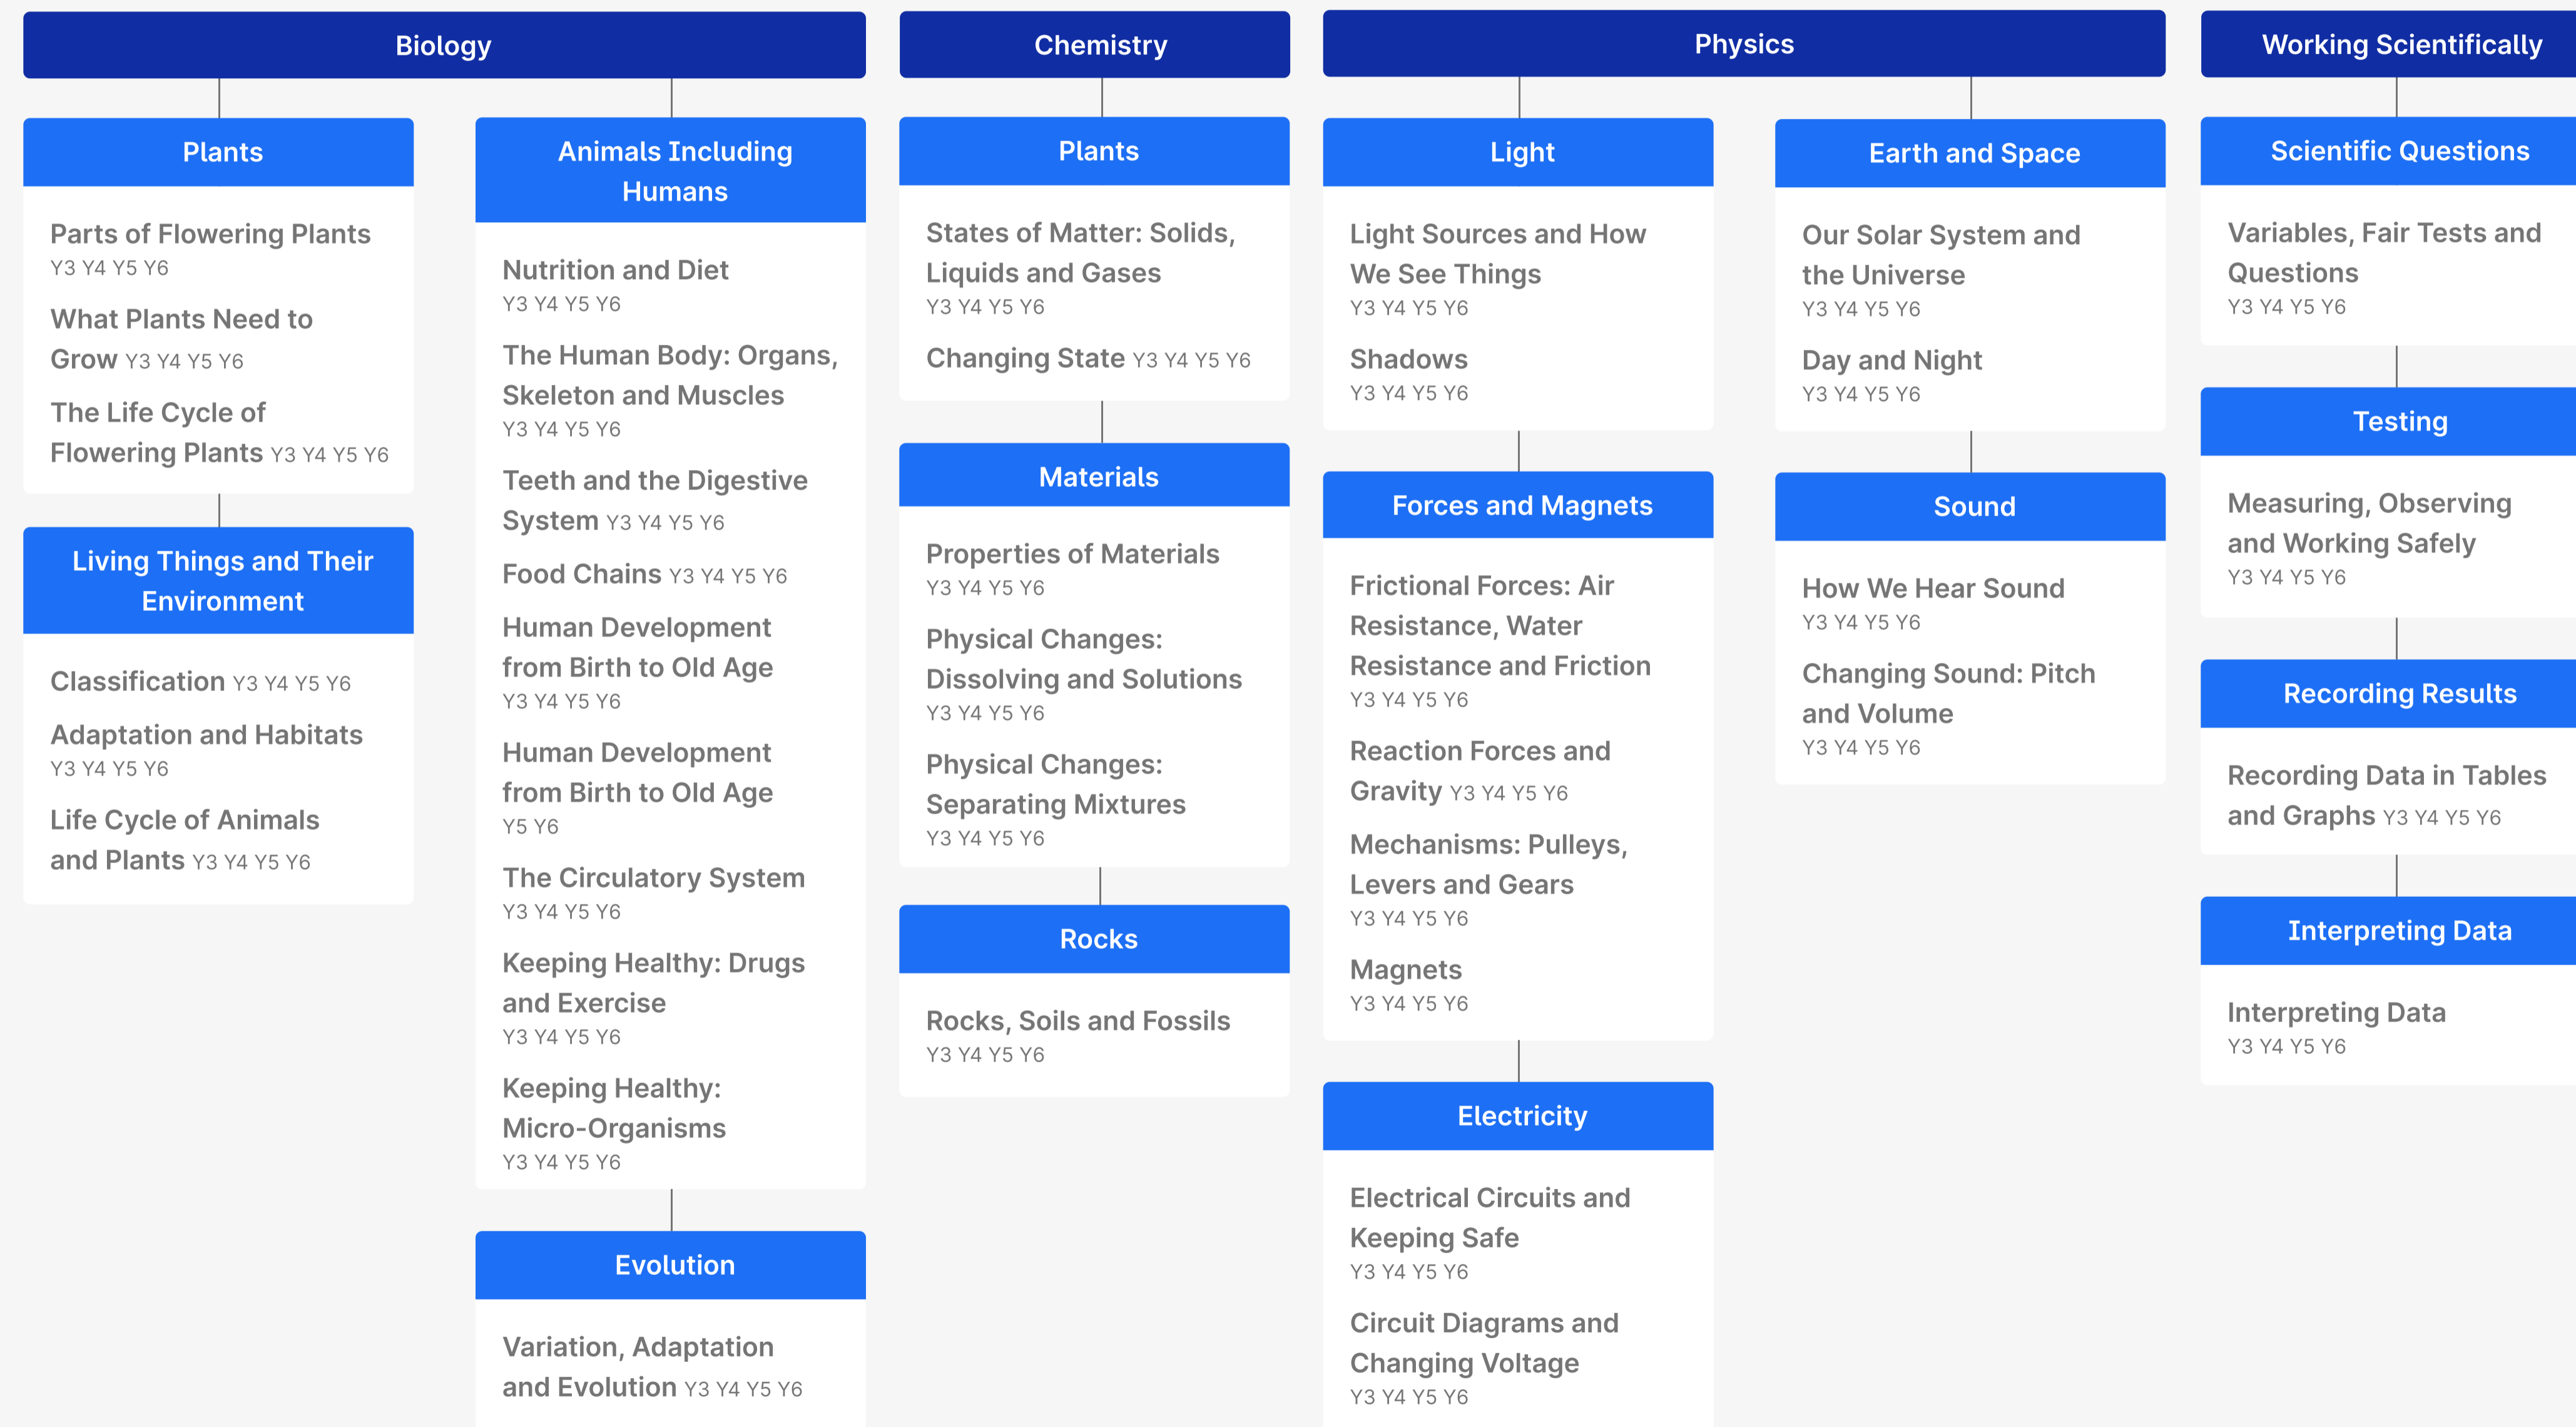 Biology
Plants
Parts of Flowering Plants
Y3 Y4 Y5 Y6
What Plants Need to
Grow Y3 Y4 Y5 Y6
The Life Cycle of
Flowering Plants Y3 Y4 Y5 Y6
Living Things and Their
Environment
Classification Y3 Y4 Y5 Y6
Adaptation and Habitats
Y3 Y4 Y5 Y6
Life Cycle of Animals
and Plants Y3 Y4 Y5 Y6
Animals Including
Humans
Nutrition and Diet
Y3 Y4 Y5 Y6
The Human Body: Organs,
Skeleton and Muscles
Y3 Y4 Y5 Y6
Teeth and the Digestive
System Y3 Y4 Y5 Y6
Food Chains Y3 Y4 Y5 Y6
Human Development
from Birth to Old Age
Y3 Y4 Y5 Y6
Human Development
from Birth to Old Age
Y5 Y6
The Circulatory System
Y3 Y4 Y5 Y6
Keeping Healthy: Drugs
and Exercise
Y3 Y4 Y5 Y6
Keeping Healthy:
Micro-Organisms
Y3 Y4 Y5 Y6
Evolution
Variation, Adaptation
and Evolution Y3 Y4 Y5 Y6
Chemistry
Plants
States of Matter: Solids,
Liquids and Gases
Y3 Y4 Y5 Y6
Changing State Y3 Y4 Y5 Y6
Materials
Properties of Materials
Y3 Y4 Y5 Y6
Physical Changes:
Dissolving and Solutions
Y3 Y4 Y5 Y6
Physical Changes:
Separating Mixtures
Y3 Y4 Y5 Y6
Rocks
Rocks, Soils and Fossils
Y3 Y4 Y5 Y6
Physics
Light
Light Sources and How
We See Things
Y3 Y4 Y5 Y6
Shadows
Y3 Y4 Y5 Y6
Forces and Magnets
Frictional Forces: Air
Resistance, Water
Resistance and Friction
Y3 Y4 Y5 Y6
Reaction Forces and
Gravity Y3 Y4 Y5 Y6
Mechanisms: Pulleys,
Levers and Gears
Y3 Y4 Y5 Y6
Magnets
Y3 Y4 Y5 Y6
Electricity
Electrical Circuits and
Keeping Safe
Y3 Y4 Y5 Y6
Circuit Diagrams and
Changing Voltage
Y3 Y4 Y5 Y6
Earth and Space
Our Solar System and
the Universe
Y3 Y4 Y5 Y6
Day and Night
Y3 Y4 Y5 Y6
Sound
How We Hear Sound
Y3 Y4 Y5 Y6
Changing Sound: Pitch
and Volume
Y3 Y4 Y5 Y6
Working Scientifically
Scientific Questions
Variables, Fair Tests and
Questions
Y3 Y4 Y5 Y6
Testing
Measuring, Observing
and Working Safely
Y3 Y4 Y5 Y6
Recording Results
Recording Data in Tables
and Graphs Y3 Y4 Y5 Y6
Interpreting Data
Interpreting Data
Y3 Y4 Y5 Y6